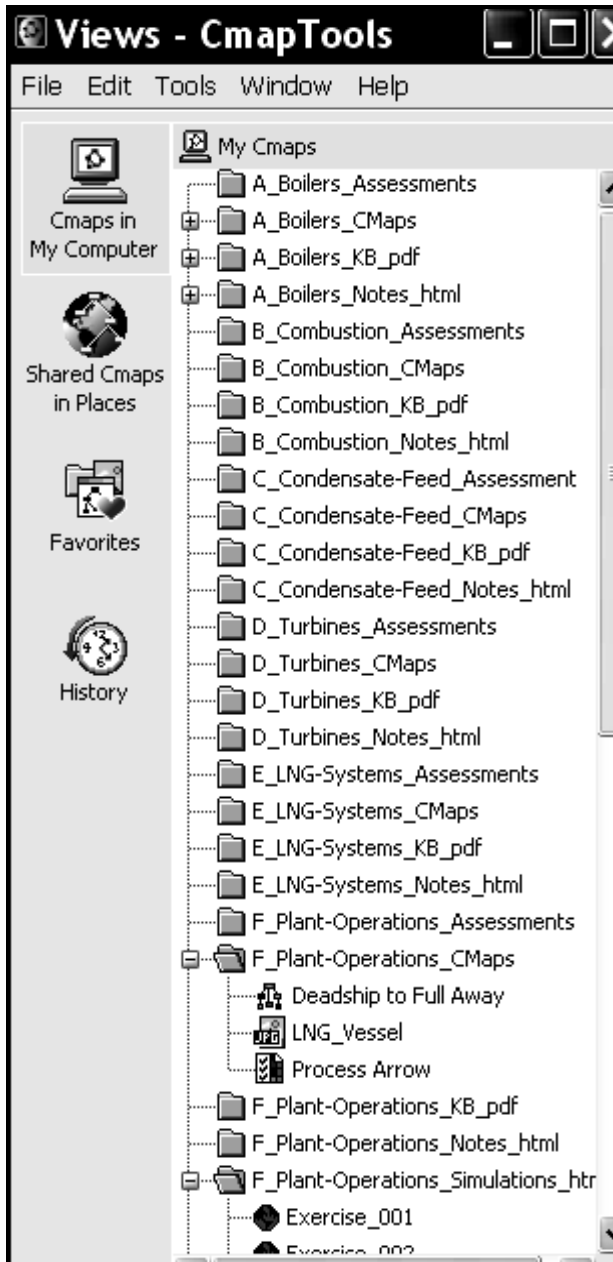 Views - CmapTools
File Edit Tools Window Help
Cmaps in
My Computer
Shared Cmaps
in Places
Favorites
History
My Cmaps
A_Boilers_Assessments
A_Boilers_CMaps
A_Boilers_KB_pdf
A_Boilers_Notes_html
B_Combustion_Assessments
B_Combustion_CMaps
B_Combustion_KB_pdf
B_Combustion_Notes_html
C_Condensate-Feed_Assessment
C_Condensate-Feed_CMaps
C_Condensate-Feed_KB_pdf
C_Condensate-Feed_Notes_html
D_Turbines_Assessments
D_Turbines_CMaps
D_Turbines_KB_pdf
D_Turbines_Notes_html
E_LNG-Systems_Assessments
E_LNG-Systems_CMaps
E_LNG-Systems_KB_pdf
E_LNG-Systems_Notes_html
F_Plant-Operations_Assessments
F_Plant-Operations_CMaps
Deadship to Full Away
LNG_Vessel
Process Arrow
F_Plant-Operations_KB_pdf
F_Plant-Operations_Notes_html
F_Plant-Operations_Simulations_htr
Exercise_001
Exercise_002